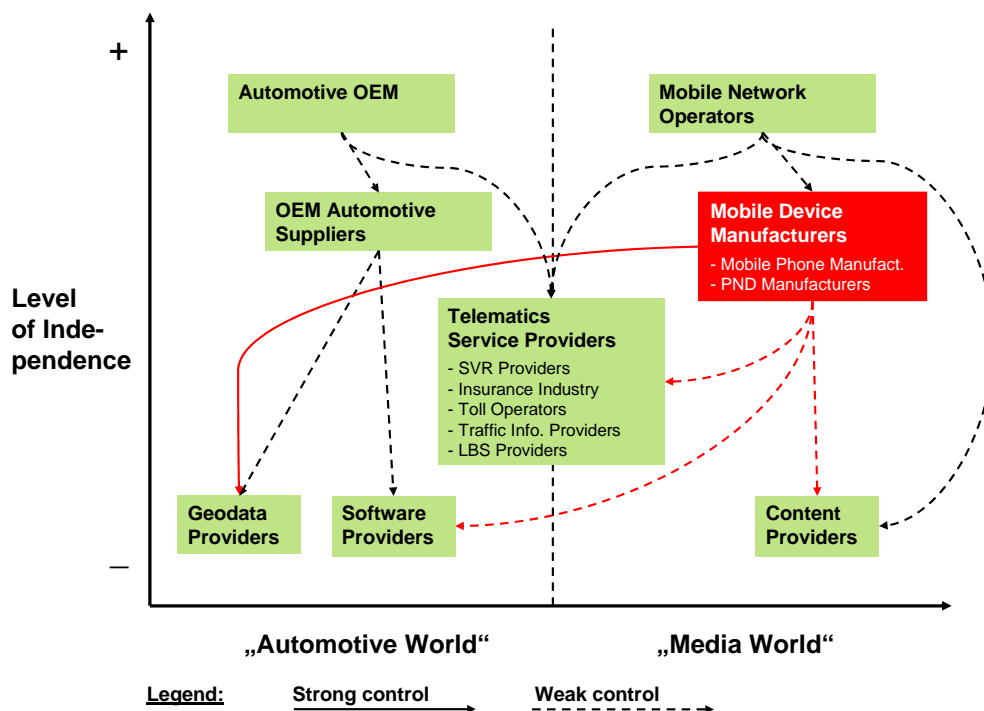 +
Automotive OEM
Mobile Network
Operators
OEM Automotive
Suppliers
Mobile Device
Manufacturers
- Mobile Phone Manufact.
- PND Manufacturers
Level
of Inde-
pendence
Telematics
Service Providers
- SVR Providers
- Insurance Industry
- Toll Operators
- Traffic Info. Providers
- LBS Providers
Geodata
Providers
Software
Providers
Content
Providers
–
„Automotive World“
„Media World“
Legend:
Strong control
Weak control